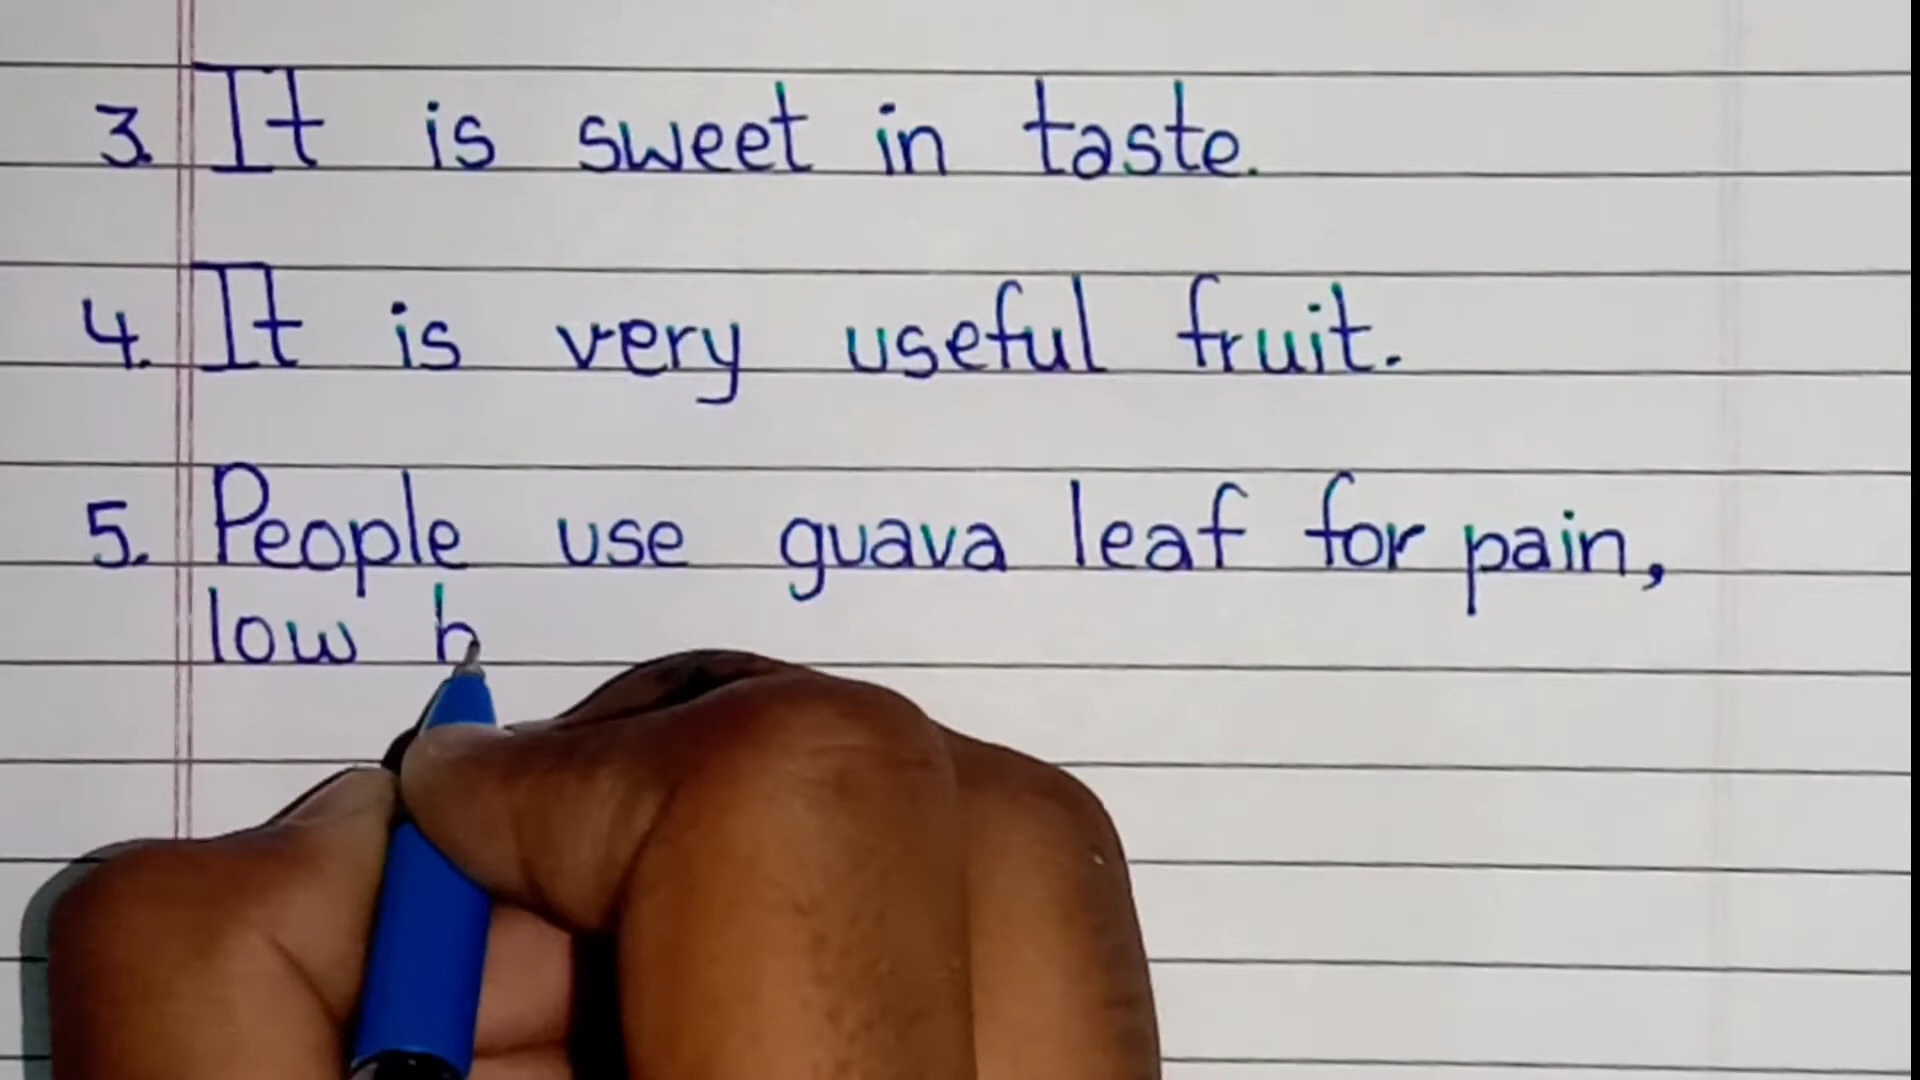 3. It is sweet in taste.
4. It is very useful fruit.
5. People use guava leaf for pain,
low